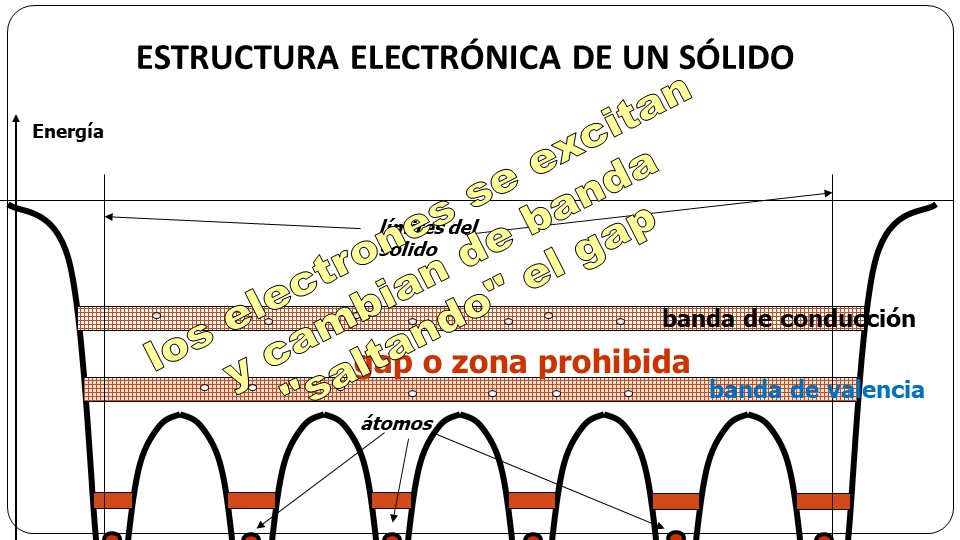 ESTRUCTURA ELECTRÓNICA DE UN SÓLIDO
Energía
los electrones se excitan
y cambian de banda
"saltando" el gap
límites del
sólido
banda de conducción
gap o zona prohibida
banda de valencia
átomos